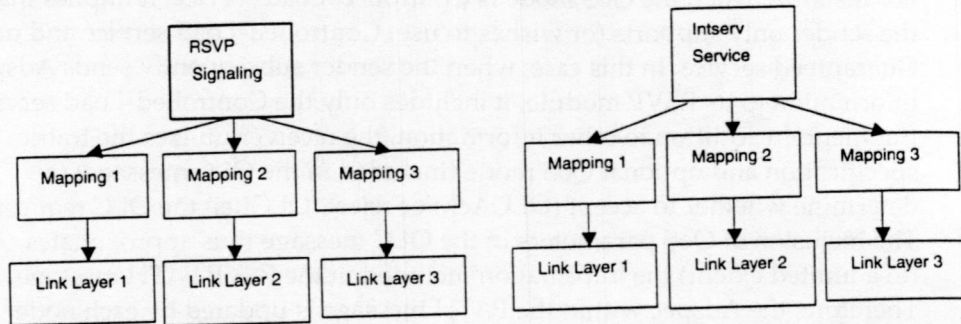 RSVP
Signaling
Mapping 1
Mapping 2
Mapping 3
Link Layer 1
Link Layer 2
Link Layer 3
Intserv
Service
Mapping 1
Mapping 2
Mapping 3
Link Layer 1
Link Layer 2
Link Layer 3